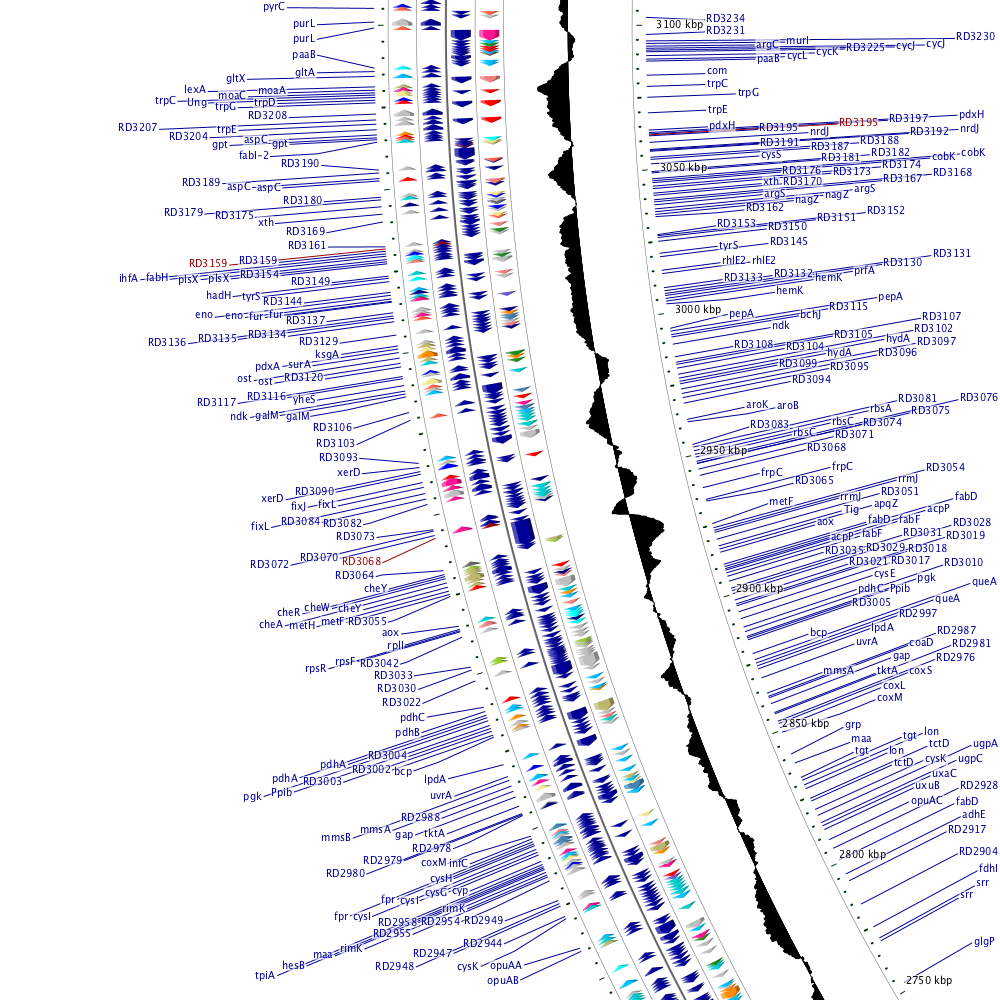 pyrC
purL
purL
paaB
gltA
gltX
lexA
moaC moaA
trpC Ung trpG trpD
RD3208
RD3207
trpE
RD3204
aspC
gpt gpt
fabI-2
RD3190
RD3189
aspC aspC
RD3180
RD3179
RD3175
xth
RD3169
RD3161
RD3159 RD3159
ihfA fabH plsX plsX RD3154
RD3149
hadH tyrS
RD3144
eno eno fur fur
RD3137
RD3136 RD3135 RD3134
RD3129
ksgA
pdxA surA
ost ost RD3120
RD3117 RD3116 yheS
ndk galM galM
RD3106
RD3103
RD3093
xerD
RD3090
xerD
fixJ fixL
fixL RD3084 RD3082
RD3073
RD3072 RD3070
RD3068
RD3064
cheY
cheR cheW cheY
cheA metH metF RD3055
aox
rplI
rpsR rpsF RD3042
RD3033
RD3030
RD3022
pdhC
pdhB
RD3004
pdhA
RD3002 bcp
pdhA RD3003
pgk Ppib
lpdA
uvrA
RD2988
mmsA
mmsB gap tktA
RD2978
RD2979
coxM infC
RD2980
cysH
cysG cyp
fpr cysI
rimK
fpr cysI
RD2958 RD2954 RD2949
RD2955
RD2944
rimK
maa RD2947
hesB
RD2948 cysK opuAA
tpiA
opuAB
3100 kbp
RD3234
RD3231
RD3230
argC murI
RD3225 cycJ cycJ
paaB cycL cycK
com
trpC
trpG
trpE
pdxH
RD3197
RD3195
pdxH RD3195
nrdJ RD3192 nrdJ
RD3191 RD3188
RD3187
cysS RD3181 RD3182
cobK cobK
3050 kbp
RD3174
RD3176 RD3173 RD3168
xth RD3170 RD3167
argS
argS nagZ nagZ
RD3162
RD3152
RD3151
RD3153 RD3150
tyrS RD3145
rhlE2 rhlE2 RD3131
RD3130
RD3133 RD3132 prfA
hemK
hemK
pepA
3000 kbp
RD3115
pepA bchJ
RD3107
ndk
RD3102
RD3105 hydA
RD3097
RD3108 RD3104
hydA RD3096
RD3099 RD3095
RD3094
RD3081 RD3076
aroK aroB
rbsA RD3075
RD3083 rbsC RD3074
rbsC RD3071
2950 kbp
RD3068
frpC frpC
RD3065
RD3054
rrmJ
RD3051
metF rrmJ apqZ fabD
Tig acpP
aox fabD fabF
RD3028
acpP fabF RD3031
RD3019
RD3035 RD3029 RD3018
RD3021 RD3017 RD3010
cysE pgk
queA
2900 kbp
pdhC Ppib
queA
RD3005
RD2997
lpdA
bcp RD2987
uvrA coaD RD2981
gap RD2976
mmsA tktA coxS
coxL
coxM
2850 kbp
grp
maa tgt lon
tgt lon tctD ugpA
tctD cysK ugpC
uxaC
uxuB RD2928
opuAC fabD
adhE
RD2917
2800 kbp
RD2904
fdhI
srr
srr
glgP
2750 kbp